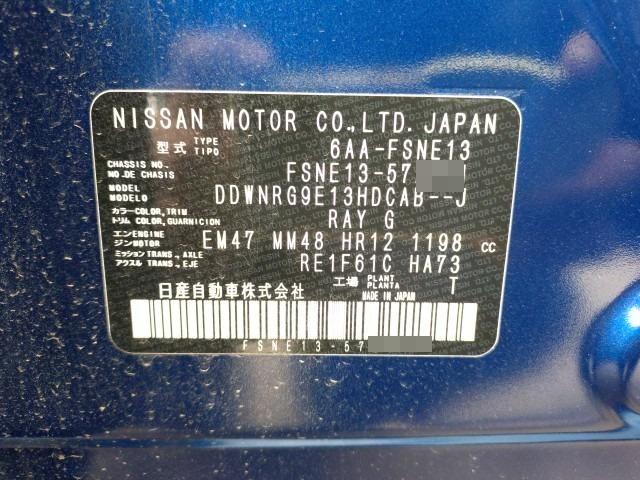 NISSAN MOTOR CO.,LTD. JAPAN
型式 TYPE TIPO 6AA-FSNE13
CHASSIS NO. NO.DE CHASSIS FSNE13-57
MODEL MODELO DDWNRG9E13HDCAB--J
カラー COLOR,TRIM トリム COLOR,GUARNICION RAY G
エンジン ENGINE MOTOR EM47 MM48 HR12 1198 cc
ミッション TRANS., AXLE アクスル TRANS.,EJE RE1F61C HA73
工場 PLANT PLANTA T
日産自動車株式会社 MADE IN JAPAN
FSNE13-57